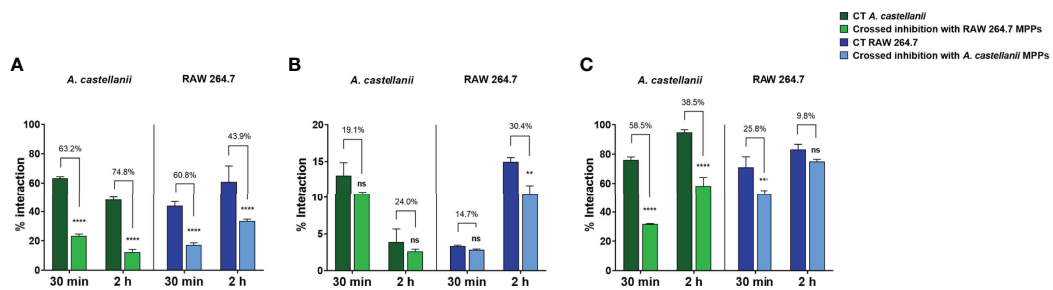 CT A. castellanii
Crossed inhibition with RAW 264.7 MPPs
CT RAW 264.7
Crossed inhibition with A. castellanii MPPs
A
A. castellanii
RAW 264.7
% interaction
100
80
60
40
20
0
63.2%
74.8%
60.8%
43.9%
****
****
****
****
30 min
2 h
30 min
2 h
B
A. castellanii
RAW 264.7
% interaction
20
15
10
5
0
19.1%
24.0%
14.7%
30.4%
ns
ns
ns
**
30 min
2 h
30 min
2 h
C
A. castellanii
RAW 264.7
% interaction
100
80
60
40
20
0
58.5%
38.5%
25.8%
9.8%
****
****
***
ns
30 min
2 h
30 min
2 h